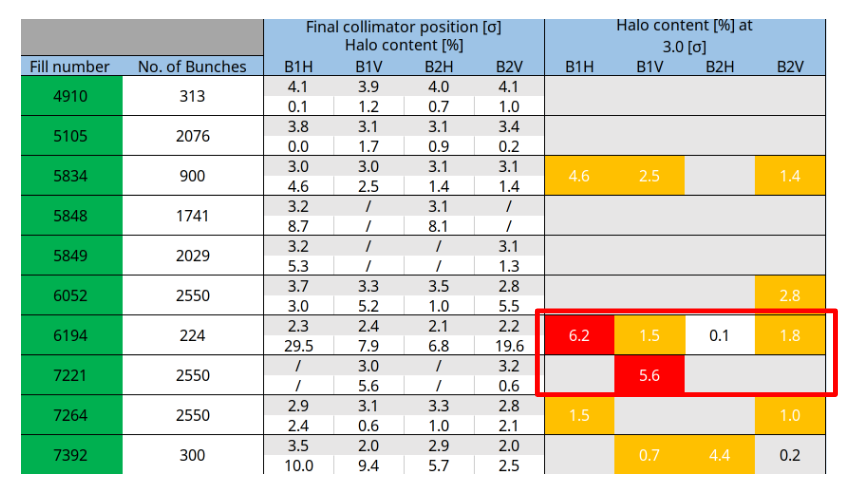 Final collimator position [σ] Halo content [%] at
Halo content [%] 3.0 [σ]
Fill number No. of Bunches B1H B1V B2H B2V B1H B1V B2H B2V
4.1 3.9 4.0 4.1
4910 313
0.1 1.2 0.7 1.0
3.8 3.1 3.1 3.4
5105 2076
0.0 1.7 0.9 0.2
3.0 3.0 3.1 3.1
5834 900 4.6 2.5 1.4
4.6 2.5 1.4 1.4
3.2 / 3.1 /
5848 1741
8.7 / 8.1 /
3.2 / / 3.1
5849 2029
5.3 / / 1.3
3.7 3.3 3.5 2.8
6052 2550 2.8
3.0 5.2 1.0 5.5
2.3 2.4 2.1 2.2
6194 224 6.2 1.5 0.1 1.8
29.5 7.9 6.8 19.6
/ 3.0 / 3.2
7221 2550 5.6
/ 5.6 / 0.6
2.9 3.1 3.3 2.8
7264 2550 1.5 1.0
2.4 0.6 1.0 2.1
3.5 2.0 2.9 2.0
7392 300 0.7 4.4 0.2
10.0 9.4 5.7 2.5